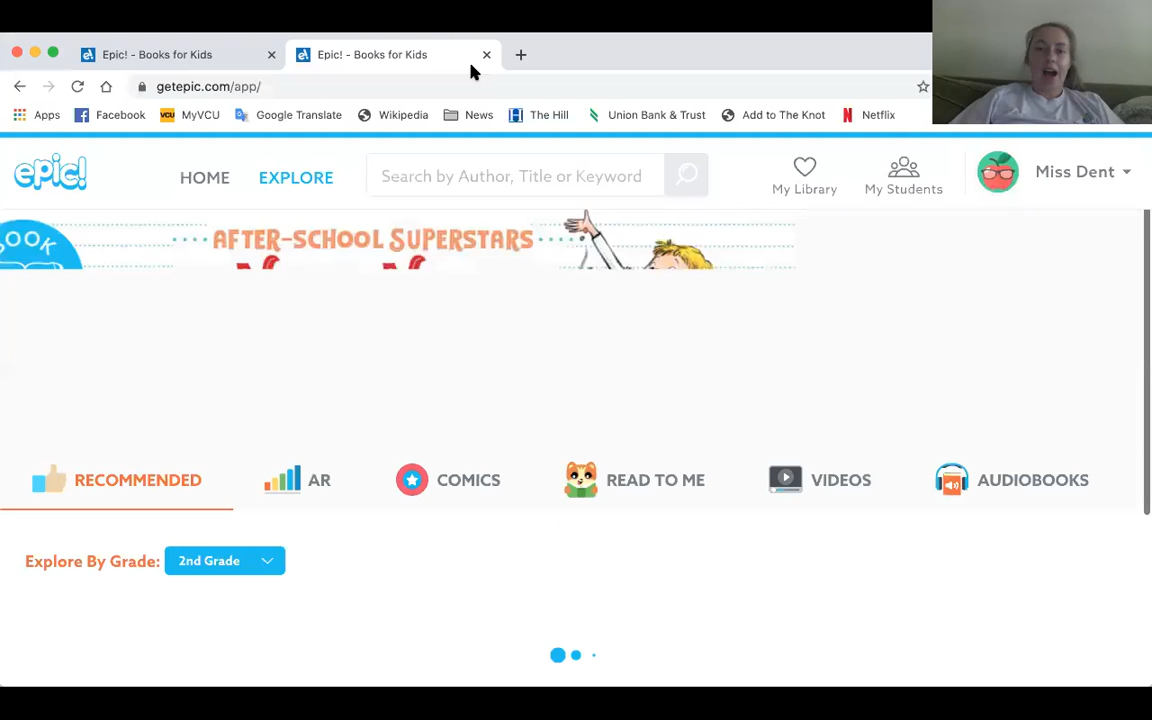 Epic! - Books for Kids
Epic! - Books for Kids
getepic.com/app/
Apps Facebook VCU MyVCU Google Translate Wikipedia News H The Hill Union Bank & Trust Add to The Knot N Netflix
epic! HOME EXPLORE Search by Author, Title or Keyword My Library My Students Miss Dent
BOOK
AFTER-SCHOOL SUPERSTARS
RECOMMENDED AR COMICS READ TO ME VIDEOS AUDIOBOOKS
Explore By Grade: 2nd Grade